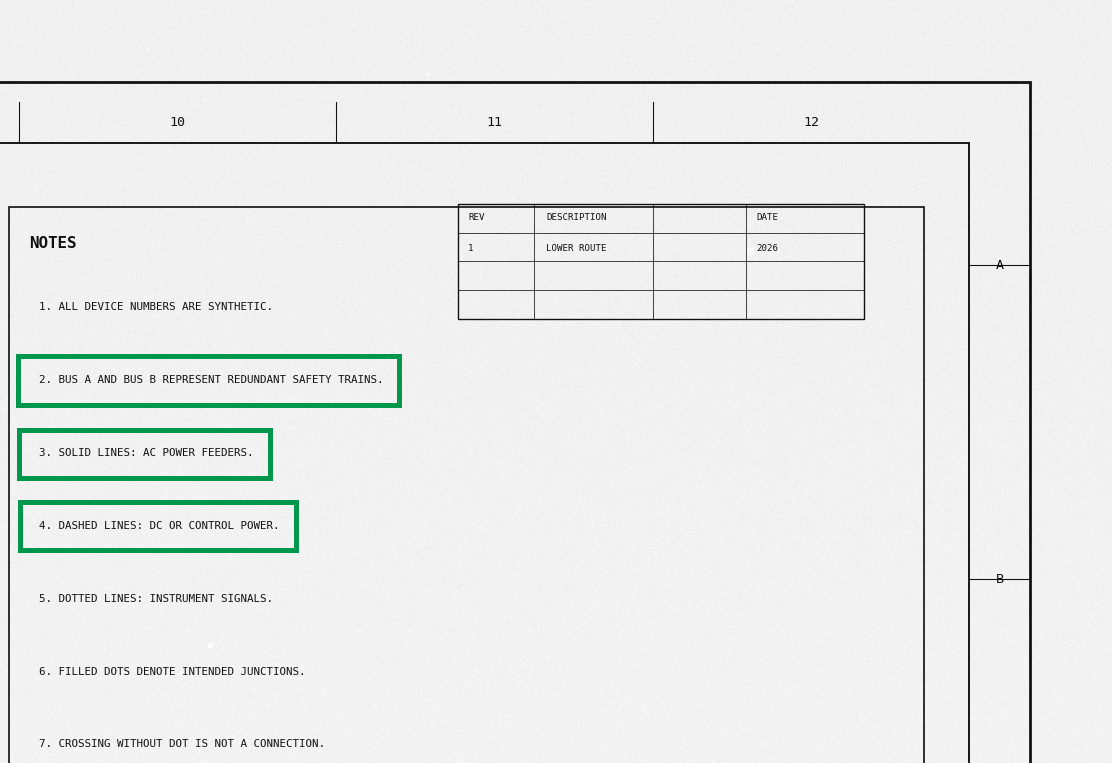 10 11 12
REV DESCRIPTION DATE
NOTES
1 LOWER ROUTE 2026
A
1. ALL DEVICE NUMBERS ARE SYNTHETIC.
2. BUS A AND BUS B REPRESENT REDUNDANT SAFETY TRAINS.
3. SOLID LINES: AC POWER FEEDERS.
4. DASHED LINES: DC OR CONTROL POWER.
B
5. DOTTED LINES: INSTRUMENT SIGNALS.
6. FILLED DOTS DENOTE INTENDED JUNCTIONS.
7. CROSSING WITHOUT DOT IS NOT A CONNECTION.